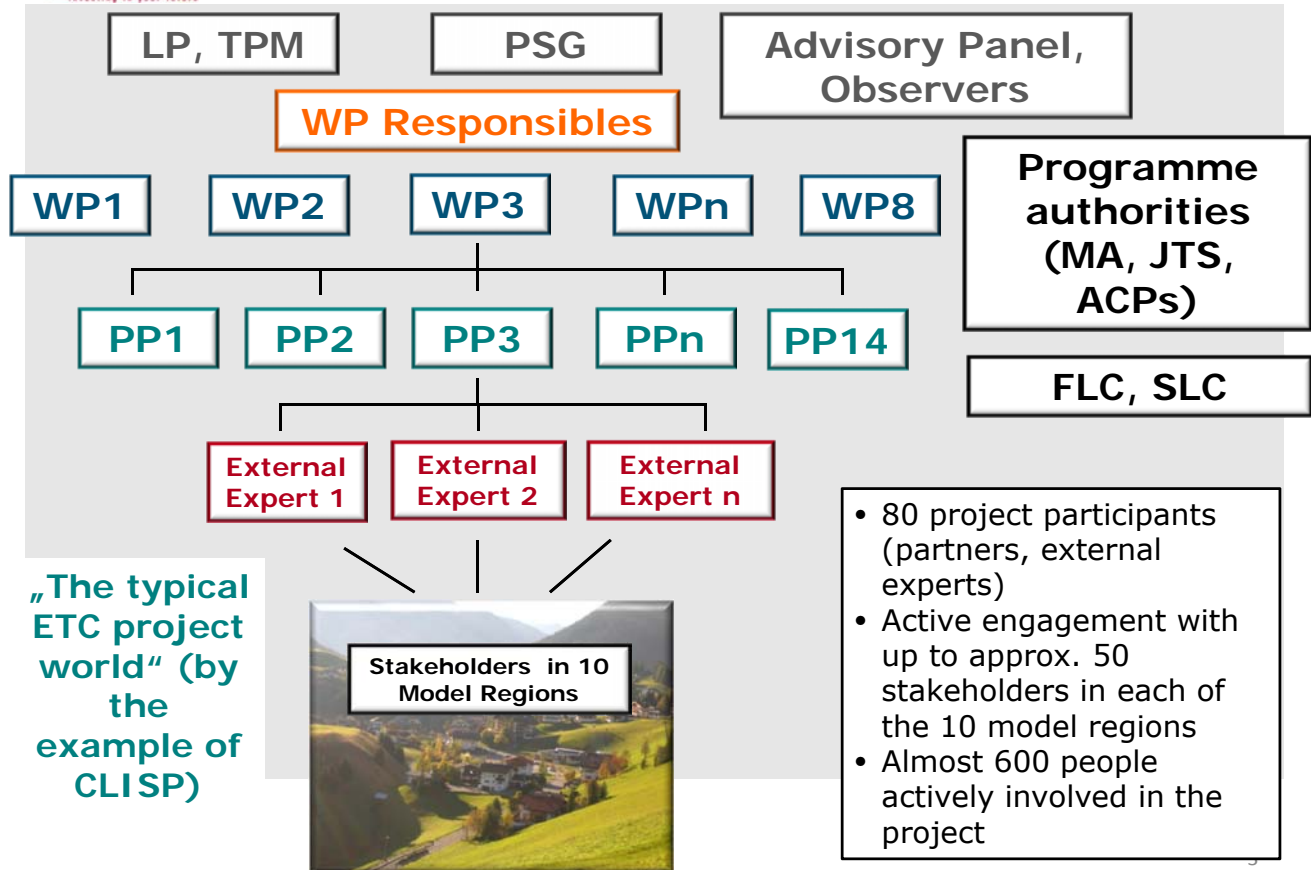 LP, TPM
PSG
Advisory Panel,
Observers
WP Responsibles
Programme
authorities
(MA, JTS,
ACPs)
WP1
WP2
WP3
WPn
WP8
PP1
PP2
PP3
PPn
PP14
FLC, SLC
External
Expert 1
External
Expert 2
External
Expert n
„The typical
ETC project
world“ (by
the
example of
CLISP)
Stakeholders in 10
Model Regions
• 80 project participants
(partners, external
experts)
• Active engagement with
up to approx. 50
stakeholders in each of
the 10 model regions
• Almost 600 people
actively involved in the
project